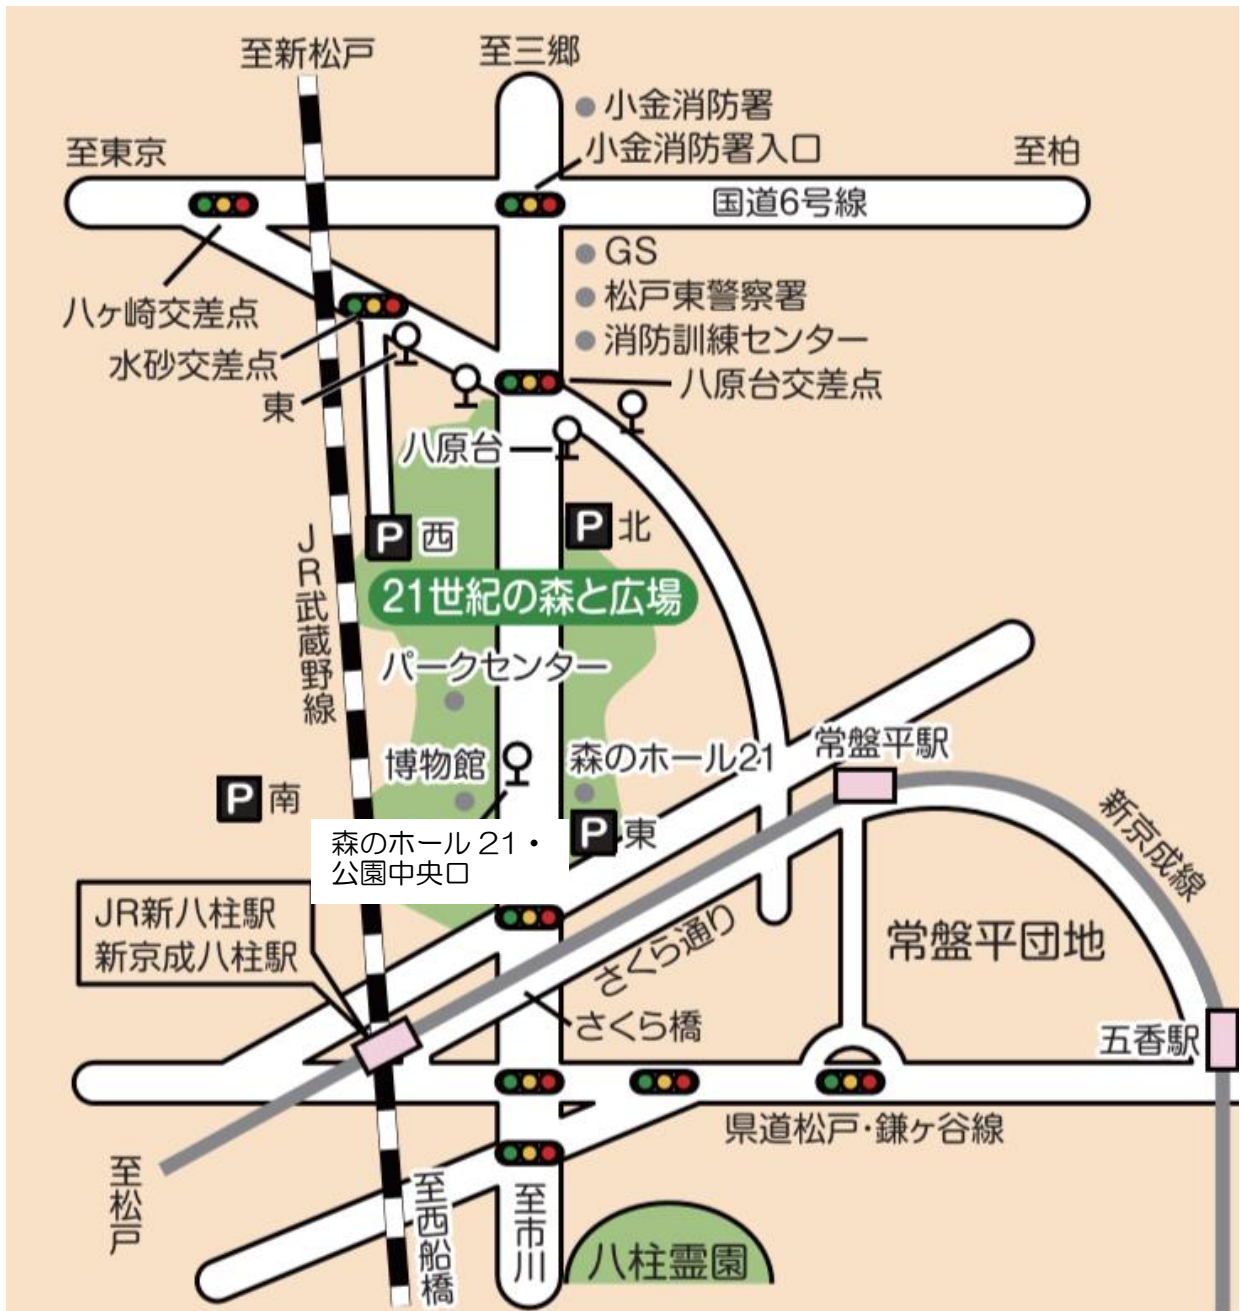 至新松戸
至三郷
小金消防署
小金消防署入口
至東京
至柏
国道6号線
GS
松戸東警察署
消防訓練センター
八ヶ崎交差点
水砂交差点
東
八原台交差点
八原台
P 西
P 北
JR武蔵野線
21世紀の森と広場
パークセンター
博物館
森のホール21
常盤平駅
P 南
P 東
新京成線
森のホール 21・
公園中央口
JR新八柱駅
新京成八柱駅
さくら通り
常盤平団地
さくら橋
五香駅
県道松戸・鎌ヶ谷線
至松戸
至西船橋
至市川
八柱霊園